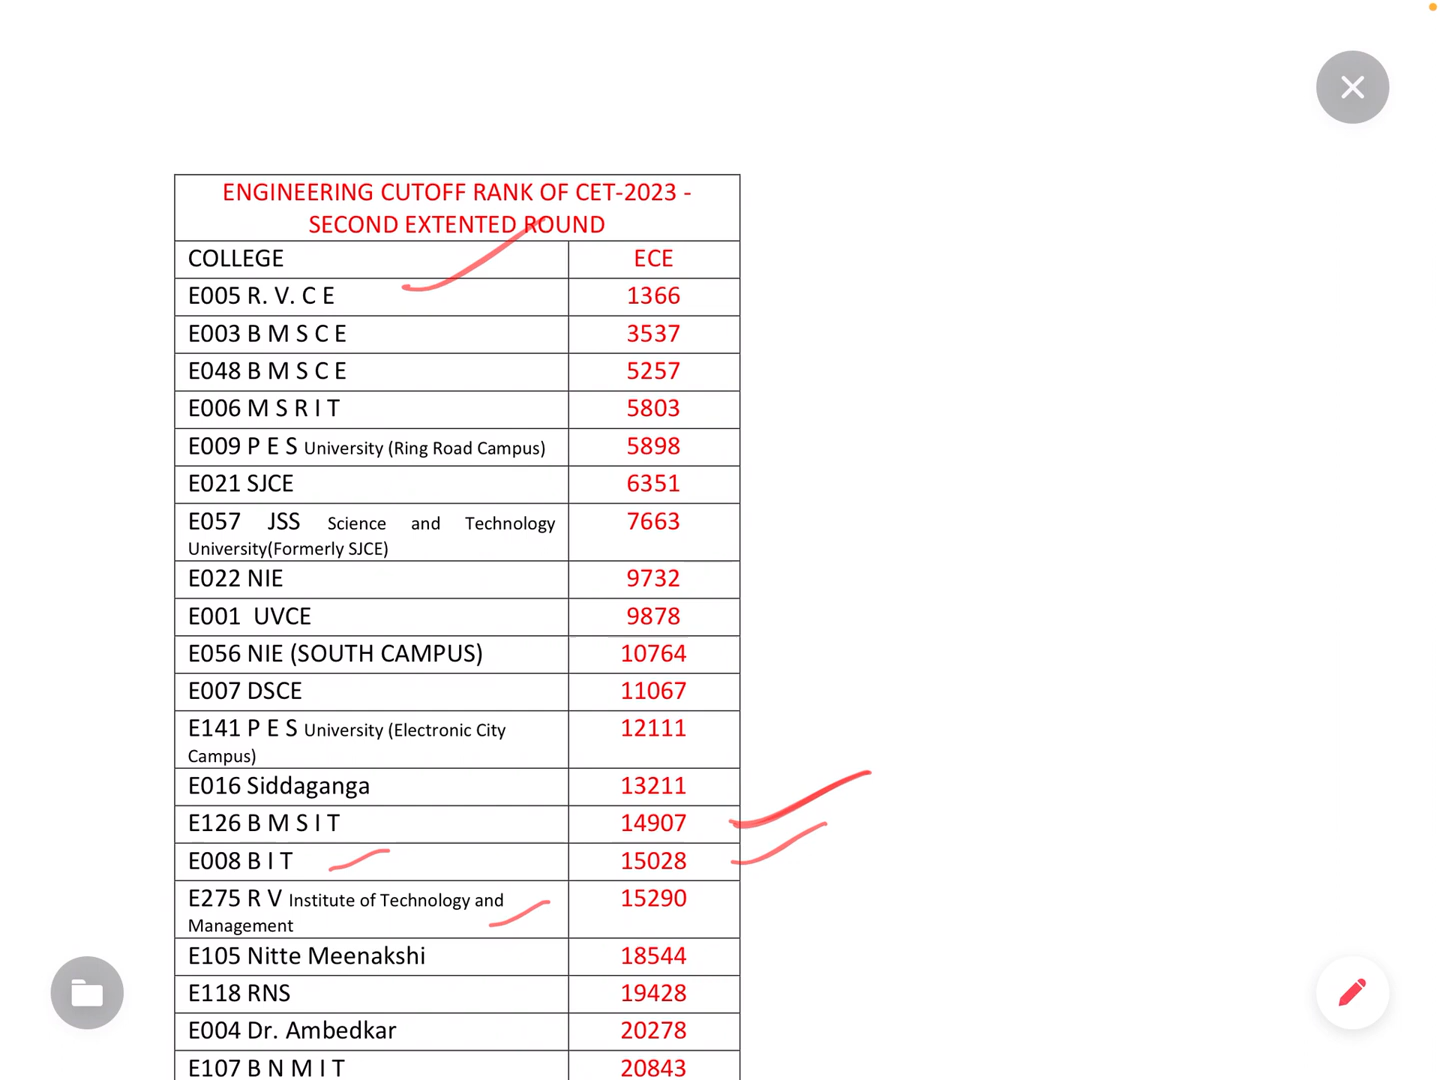 ENGINEERING CUTOFF RANK OF CET-2023 -
SECOND EXTENTED ROUND
COLLEGE ECE
E005 R. V. C E 1366
E003 B M S C E 3537
E048 B M S C E 5257
E006 M S R I T 5803
E009 P E S University (Ring Road Campus) 5898
E021 SJCE 6351
E057 JSS Science and Technology 7663
University(Formerly SJCE)
E022 NIE 9732
E001 UVCE 9878
E056 NIE (SOUTH CAMPUS) 10764
E007 DSCE 11067
E141 P E S University (Electronic City 12111
Campus)
E016 Siddaganga 13211
E126 B M S I T 14907
E008 B I T 15028
E275 R V Institute of Technology and 15290
Management
E105 Nitte Meenakshi 18544
E118 RNS 19428
E004 Dr. Ambedkar 20278
E107 B N M I T 20843